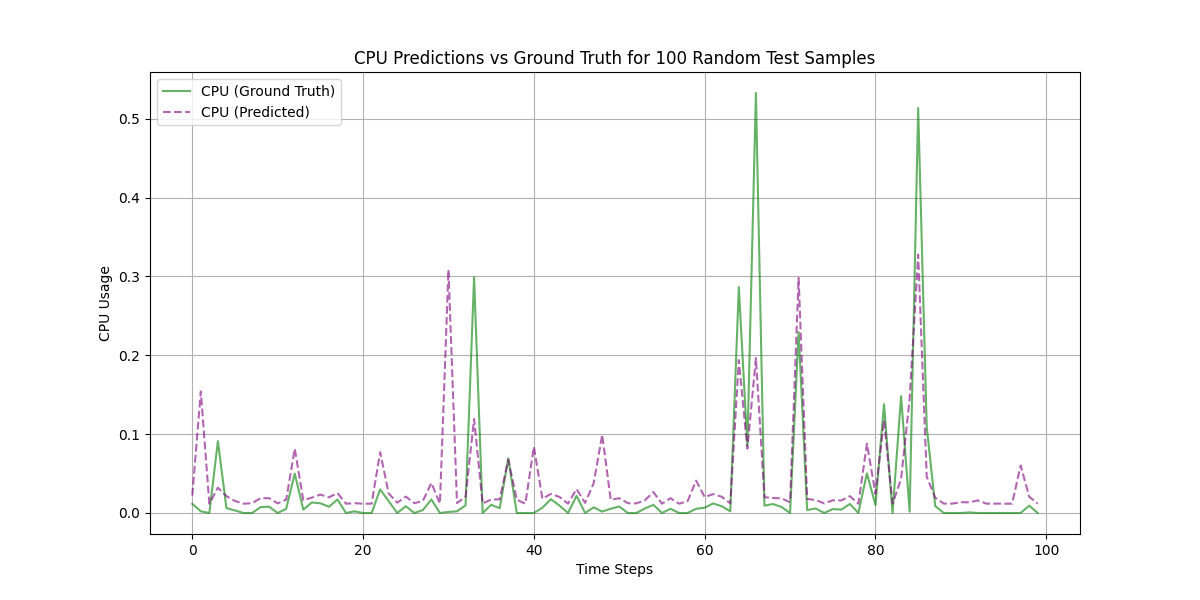 CPU Predictions vs Ground Truth for 100 Random Test Samples
CPU (Ground Truth)
CPU (Predicted)
CPU Usage
0.5
0.4
0.3
0.2
0.1
0.0
0 20 40 60 80 100
Time Steps